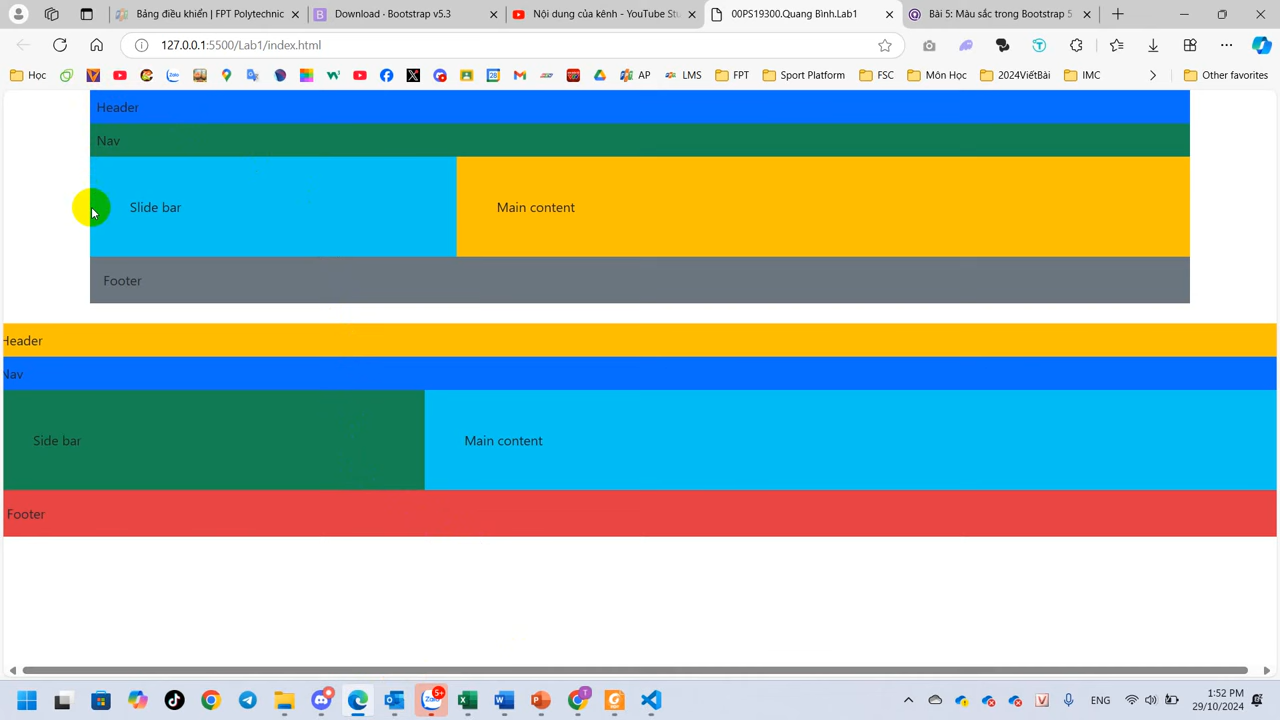 Bảng điều khiển | FPT Polytechnic
Download · Bootstrap v5.3
Nội dung của kênh - YouTube Stu
00PS19300.Quang Bình.Lab1
Bài 5: Màu sắc trong Bootstrap 5
127.0.0.1:5500/Lab1/index.html
Học
AP
LMS
FPT
Sport Platform
FSC
Môn Học
2024ViếtBài
IMC
Other favorites
Header
Nav
Slide bar
Main content
Footer
Header
Nav
Side bar
Main content
Footer
5+
ENG
1:52 PM
29/10/2024